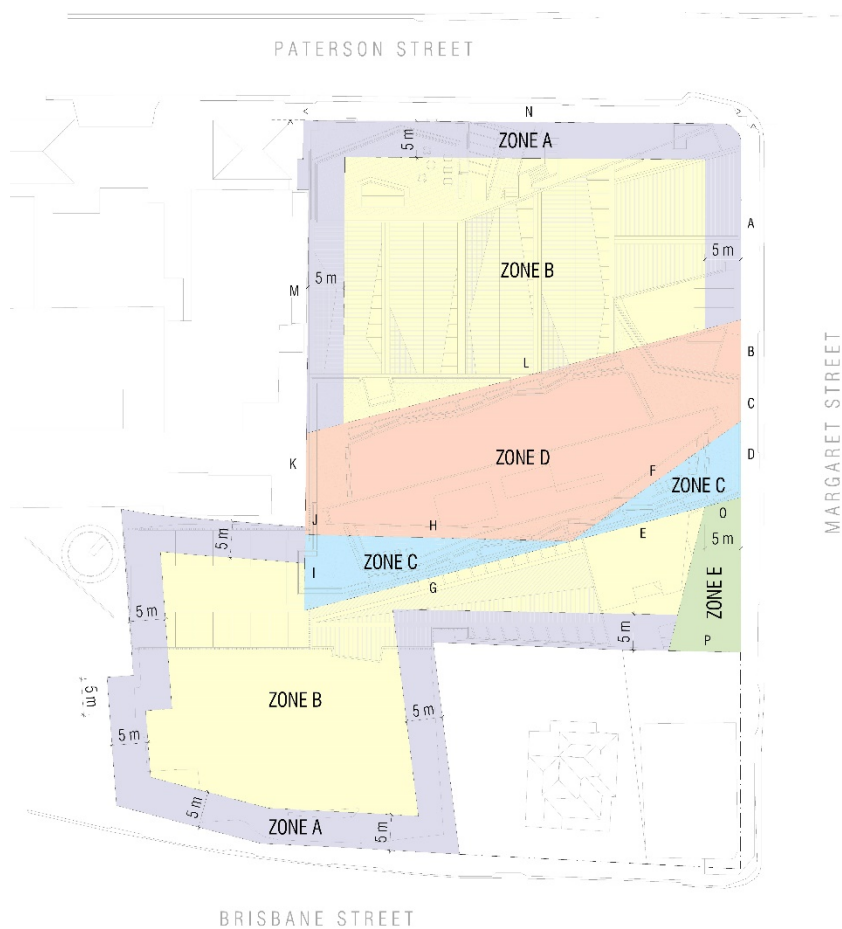 PATERSON STREET
N
ZONE A
5 m
A
5 m
ZONE B
5 m
M
B
L
C
MARGARET STREET
K
ZONE D
F
D
ZONE C
J
H
O
E
5 m
5 m
I
ZONE C
G
ZONE E
5 m
5 m
P
5 m
ZONE B
5 m
5 m
5 m
ZONE A
5 m
BRISBANE STREET